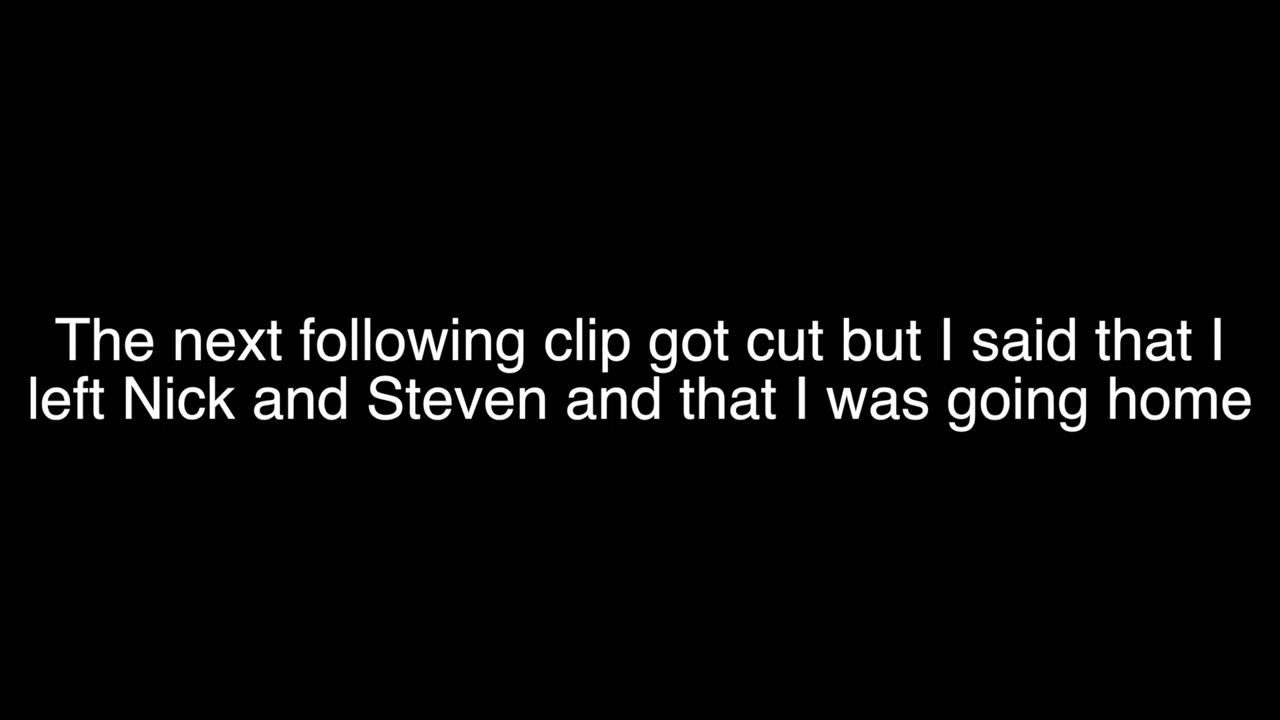 The next following clip got cut but I said that I
left Nick and Steven and that I was going home